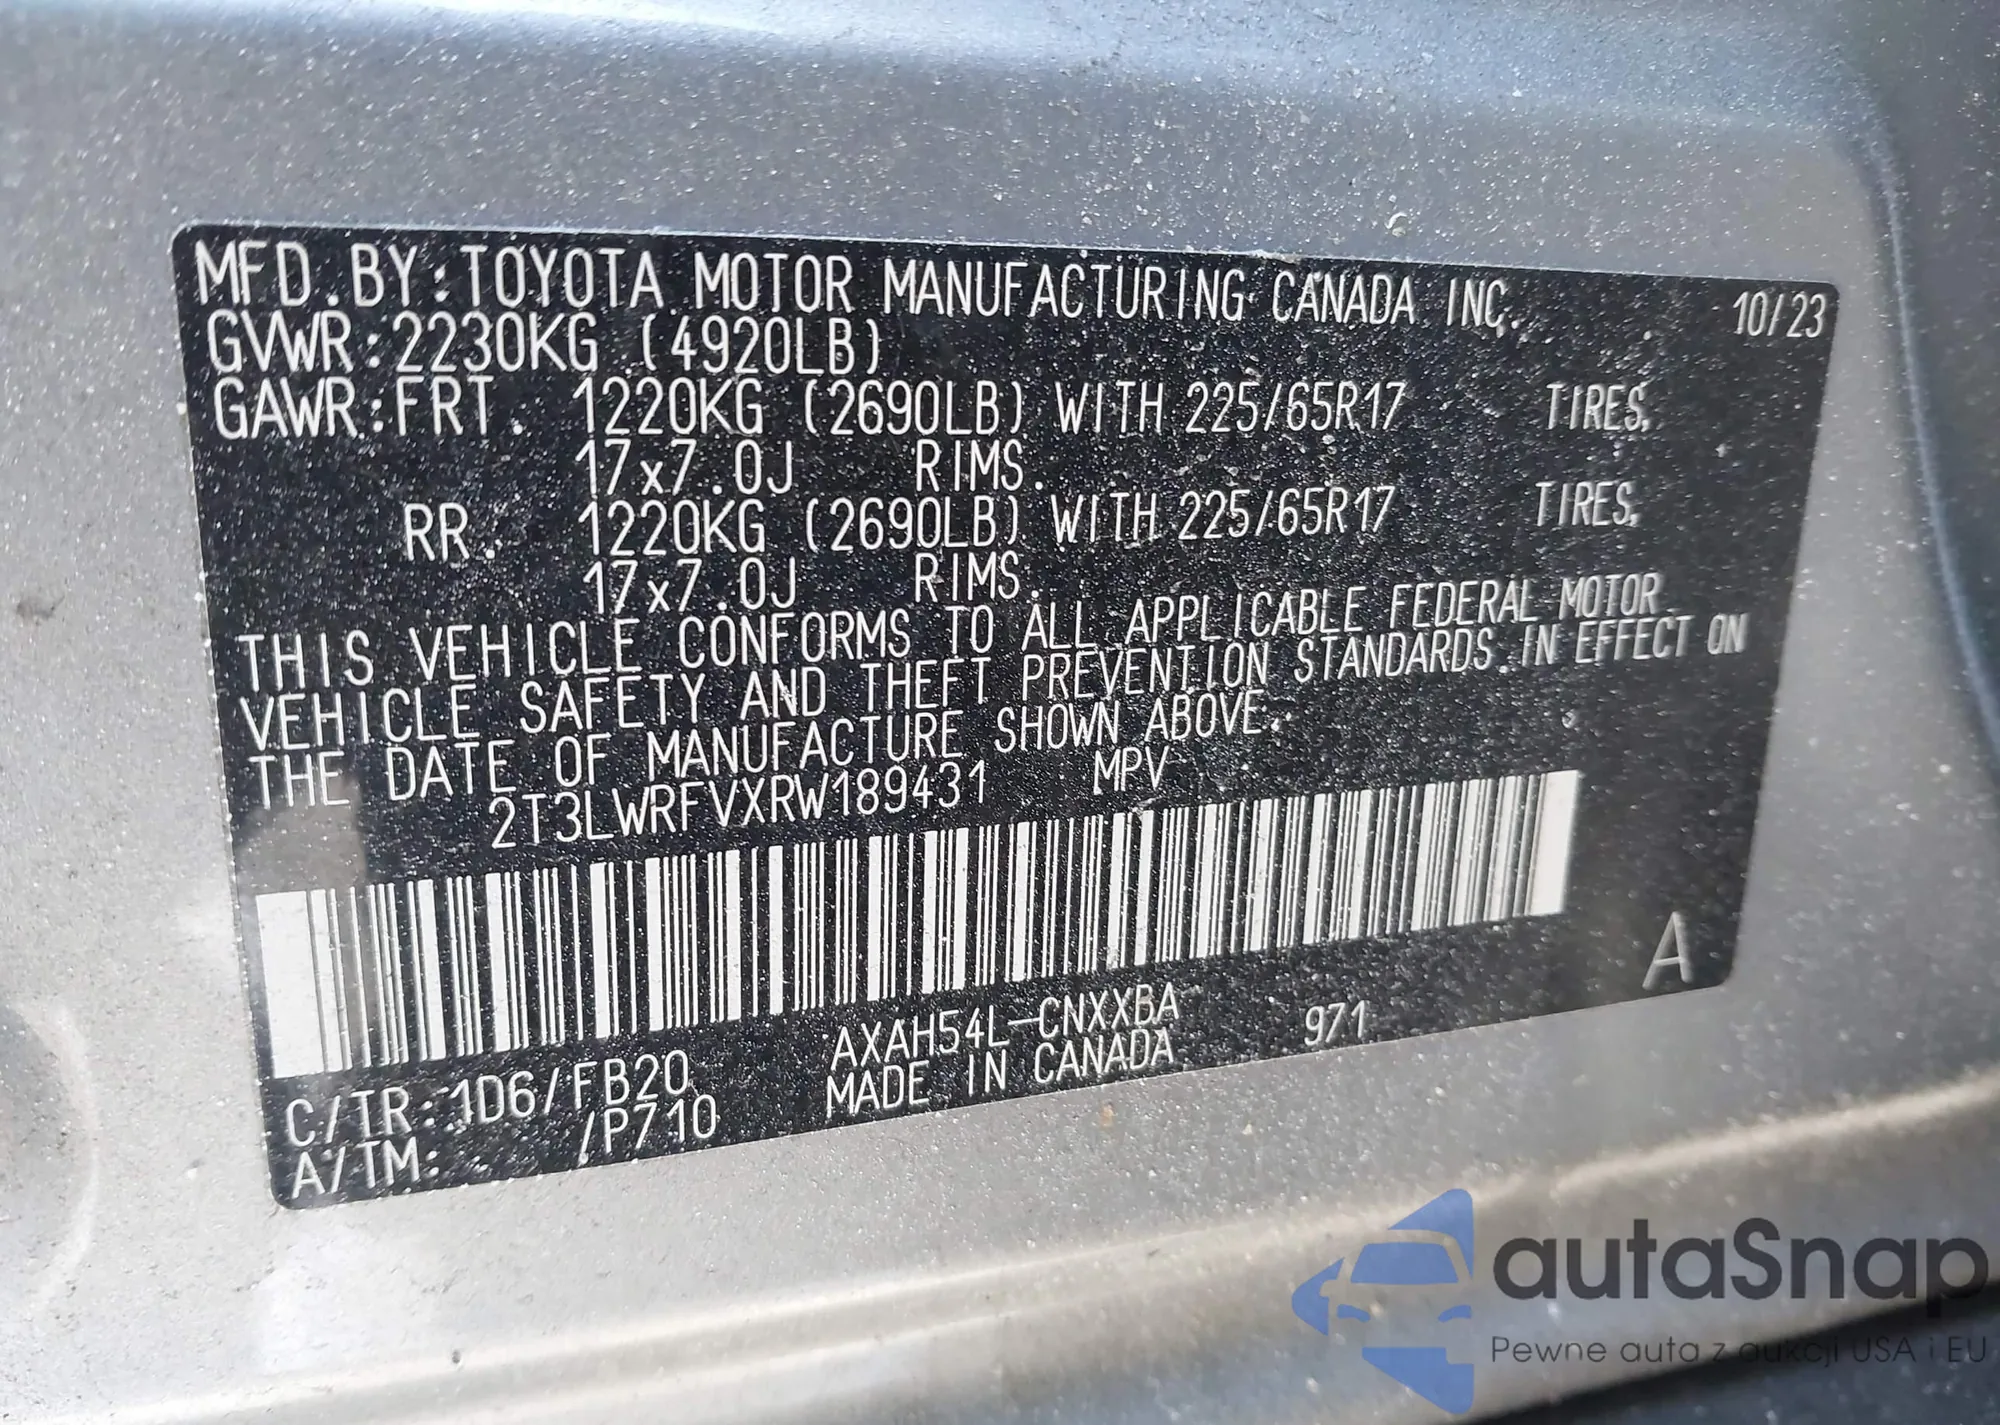 MFD.BY:TOYOTA MOTOR MANUFACTURING CANADA INC. 10/23
GVWR:2230KG (4920LB)
GAWR:FRT. 1220KG (2690LB) WITH 225/65R17 TIRES,
17x7.0J RIMS.
RR. 1220KG (2690LB) WITH 225/65R17 TIRES,
17x7.0J RIMS.
THIS VEHICLE CONFORMS TO ALL APPLICABLE FEDERAL MOTOR
VEHICLE SAFETY AND THEFT PREVENTION STANDARDS IN EFFECT ON
THE DATE OF MANUFACTURE SHOWN ABOVE.
2T3LWRFVXRW189431 MPV
A
C/TR:1D6/FB20 AXAH54L-CNXXBA 971
A/TM: /P710 MADE IN CANADA
autaSnap
Pewne auta z aukcji USA i EU